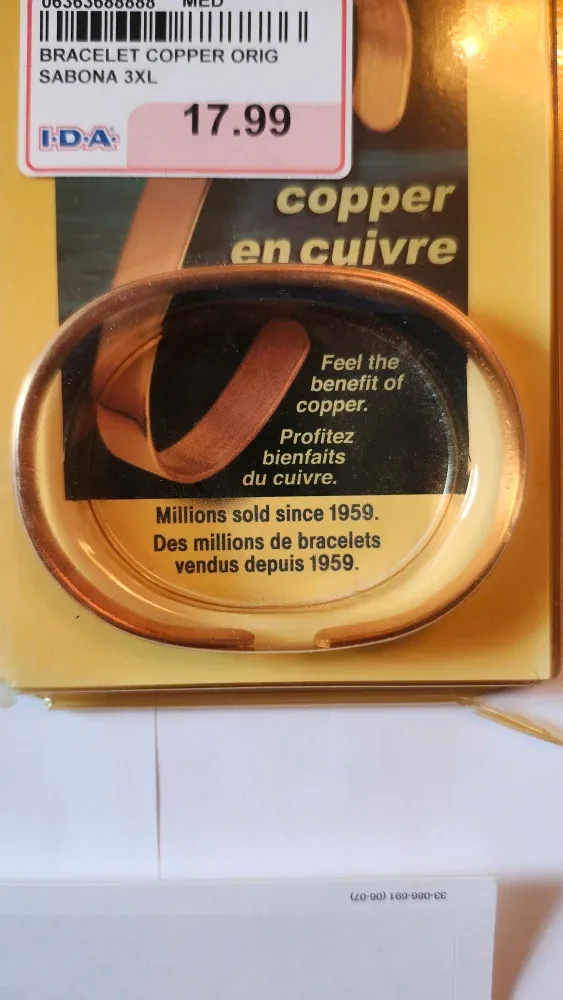 06363688888 MED
BRACELET COPPER ORIG
SABONA 3XL
I·D·A
17.99
copper
en cuivre
Feel the
benefit of
copper.
Profitez
bienfaits
du cuivre.
Millions sold since 1959.
Des millions de bracelets
vendus depuis 1959.
33-086-691 (06-07)